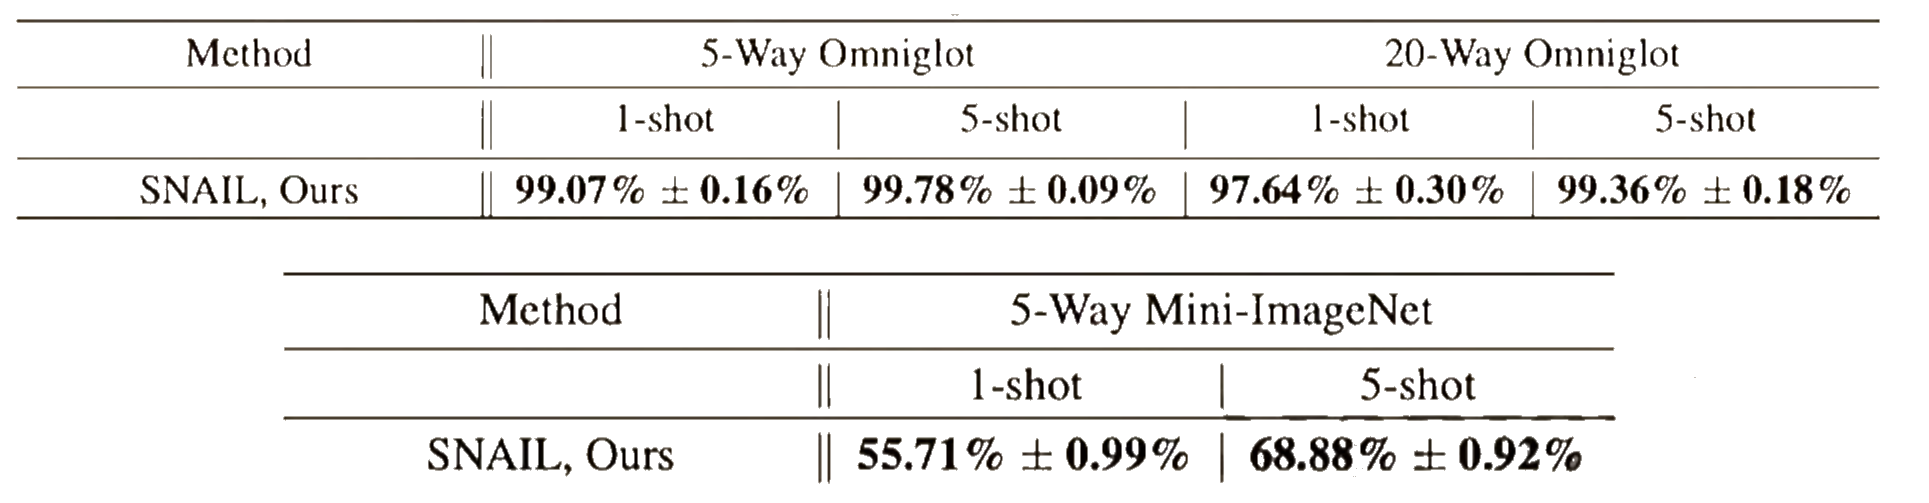 Method 5-Way Omniglot 20-Way Omniglot
1-shot 5-shot 1-shot 5-shot
SNAIL, Ours 99.07% ± 0.16% 99.78% ± 0.09% 97.64% ± 0.30% 99.36% ± 0.18%
Method 5-Way Mini-ImageNet
1-shot 5-shot
SNAIL, Ours 55.71% ± 0.99% 68.88% ± 0.92%